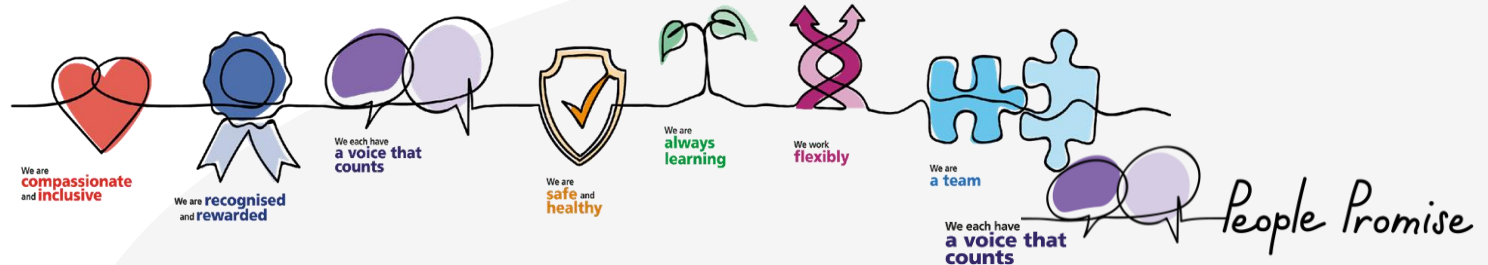 We are
compassionate
and inclusive
We are recognised
and rewarded
We each have
a voice that
counts
We are
safe and
healthy
We are
always
learning
We work
flexibly
We are
a team
We each have
a voice that
counts
People Promise